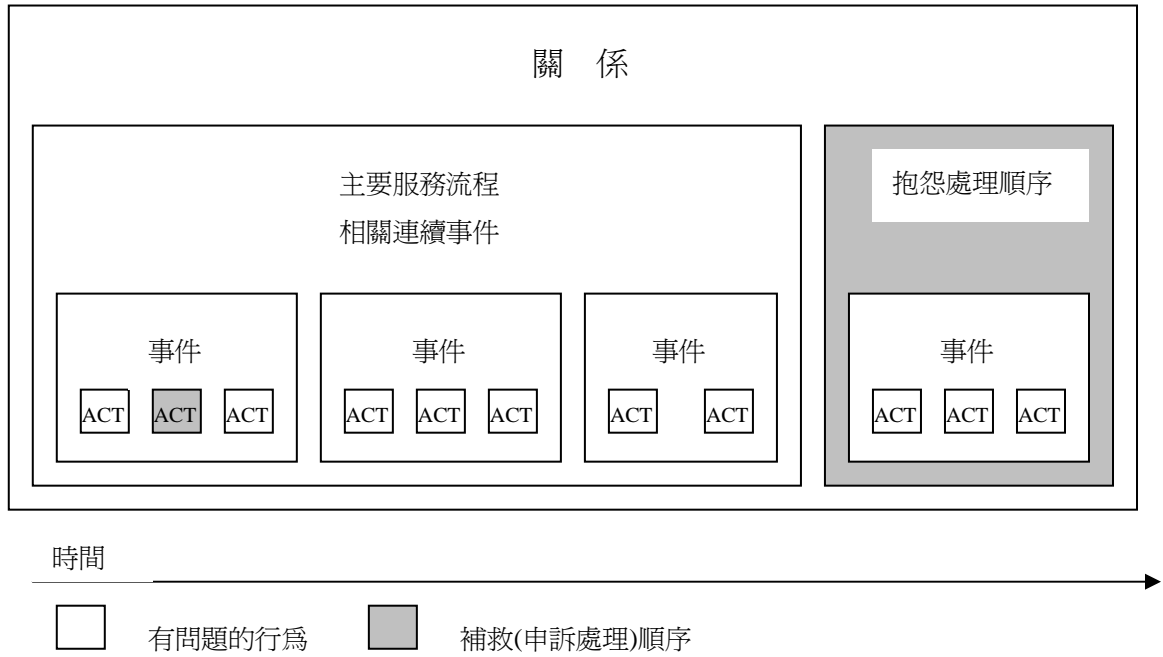 關 係
主要服務流程
相關連續事件
抱怨處理順序
事件 事件 事件 事件
ACT ACT ACT ACT ACT ACT ACT ACT ACT ACT ACT
時間
有問題的行為 補救(申訴處理)順序